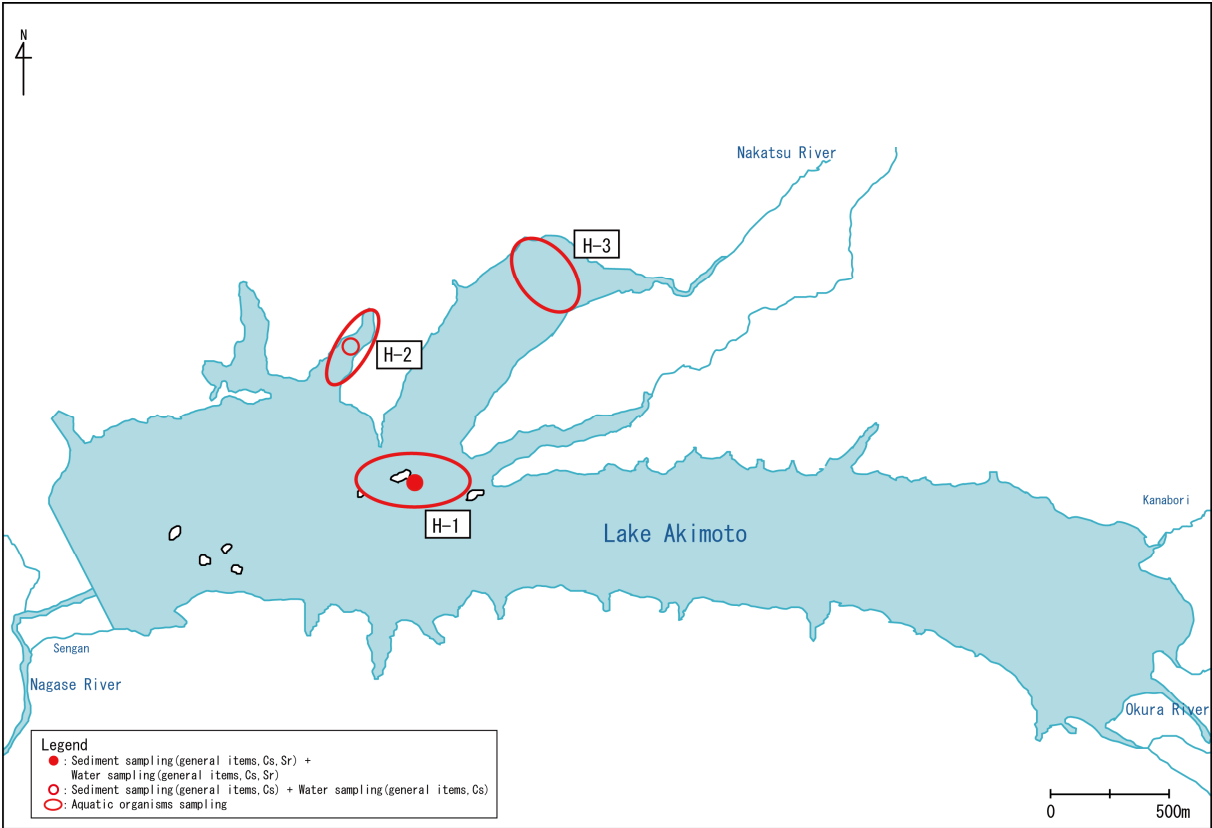 N
Nakatsu River
H-3
H-2
H-1
Lake Akimoto
Kanabori
Sengan
Nagase River
Okura River
Legend
: Sediment sampling(general items,Cs,Sr) +
Water sampling(general items,Cs,Sr)
: Sediment sampling(general items,Cs) + Water sampling(general items,Cs)
: Aquatic organisms sampling
0 500m